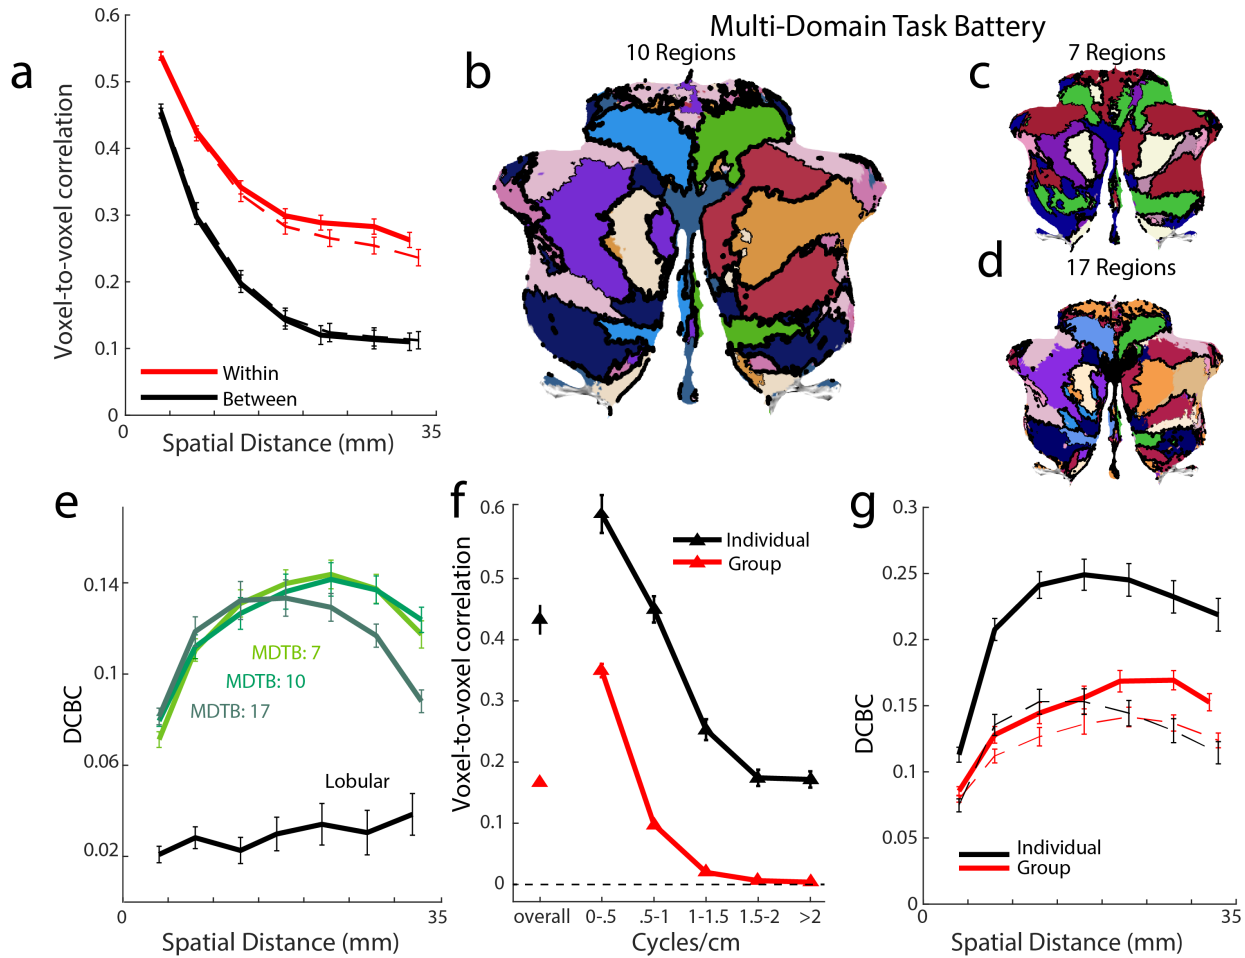 Multi-Domain Task Battery
a
0.6
0.5
0.4
0.3
0.2
0.1
0
Voxel-to-voxel correlation
Within
Between
0
35
Spatial Distance (mm)
b
10 Regions
c
7 Regions
d
17 Regions
e
0.14
0.1
0.06
0.02
DCBC
MDTB: 7
MDTB: 10
MDTB: 17
Lobular
0
35
Spatial Distance (mm)
f
0.6
0.5
0.4
0.3
0.2
0.1
0
Voxel-to-voxel correlation
Individual
Group
overall
0-.5
.5-1
1-1.5
1.5-2
>2
Cycles/cm
g
0.3
0.25
0.2
0.15
0.1
0.05
0
DCBC
Individual
Group
0
35
Spatial Distance (mm)